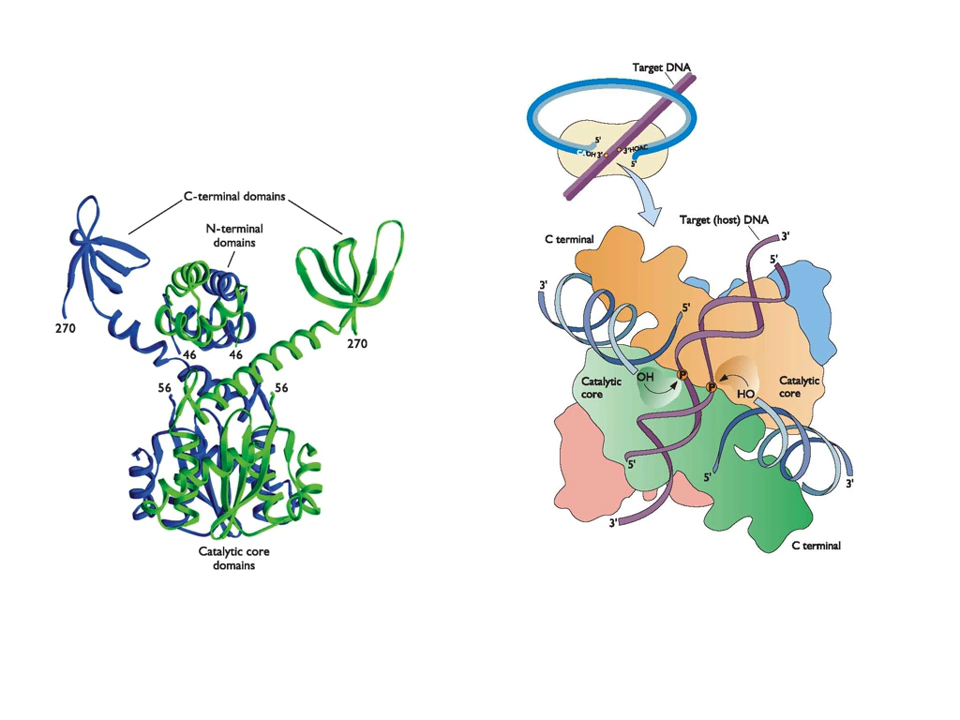 C-terminal domains
N-terminal
domains
270
46
46
270
56
56
Catalytic core
domains
Target DNA
5'
CAOH 3'
3'HOAC
5'
Target (host) DNA
C terminal
3'
5'
3'
5'
P
P
OH
HO
Catalytic
core
Catalytic
core
5'
5'
3'
3'
C terminal